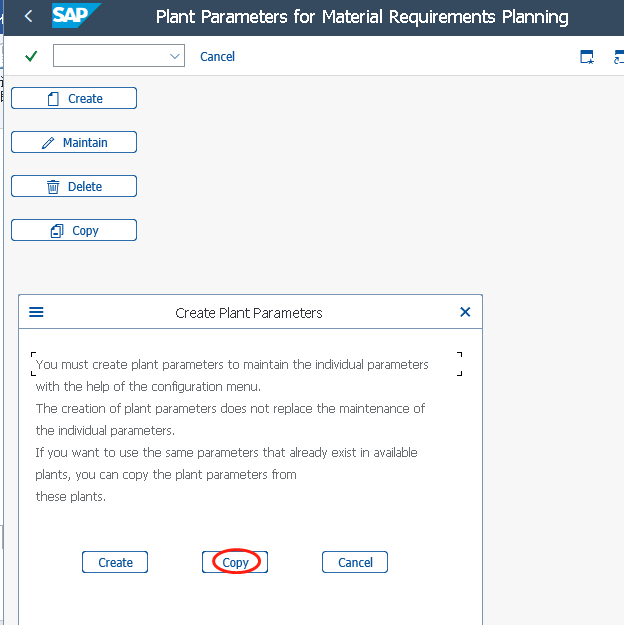 SAP
Plant Parameters for Material Requirements Planning
Cancel
Create
Maintain
Delete
Copy
Create Plant Parameters
You must create plant parameters to maintain the individual parameters
with the help of the configuration menu.
The creation of plant parameters does not replace the maintenance of
the individual parameters.
If you want to use the same parameters that already exist in available
plants, you can copy the plant parameters from
these plants.
Create
Copy
Cancel